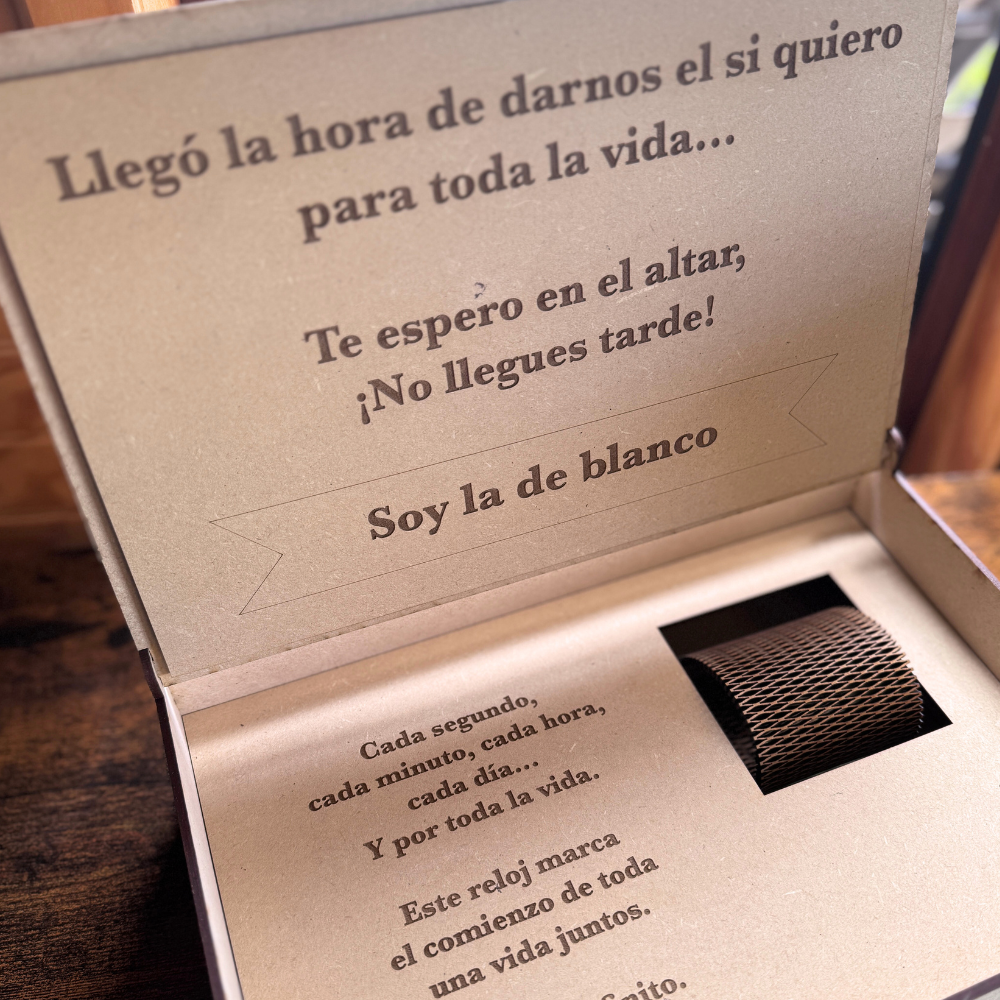 Llegó la hora de darnos el si quiero
para toda la vida...
Te espero en el altar,
¡No llegues tarde!
Soy la de blanco
Cada segundo,
cada minuto, cada hora,
cada día...
Y por toda la vida.
Este reloj marca
el comienzo de toda
una vida juntos.